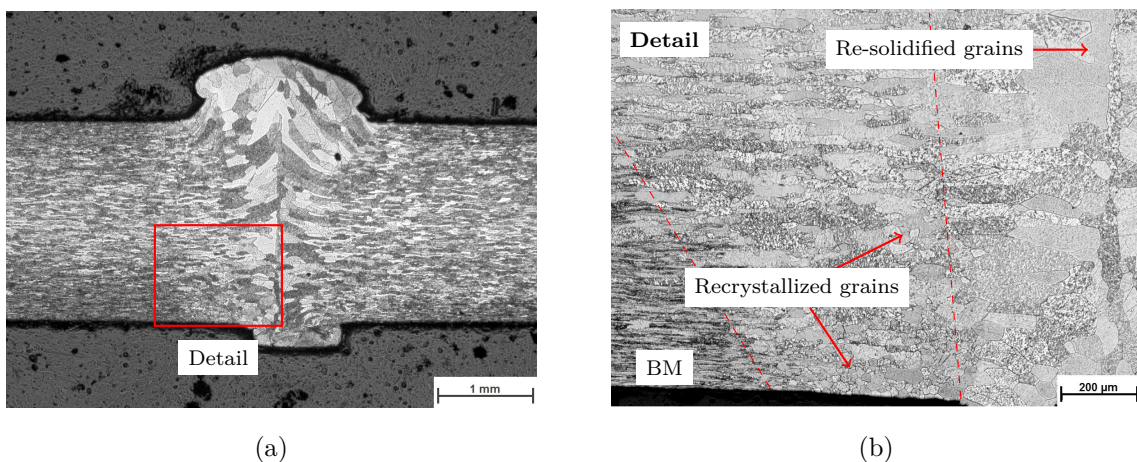 Detail
1 mm
(a)
Detail
Re-solidified grains
Recrystallized grains
BM
200 µm
(b)